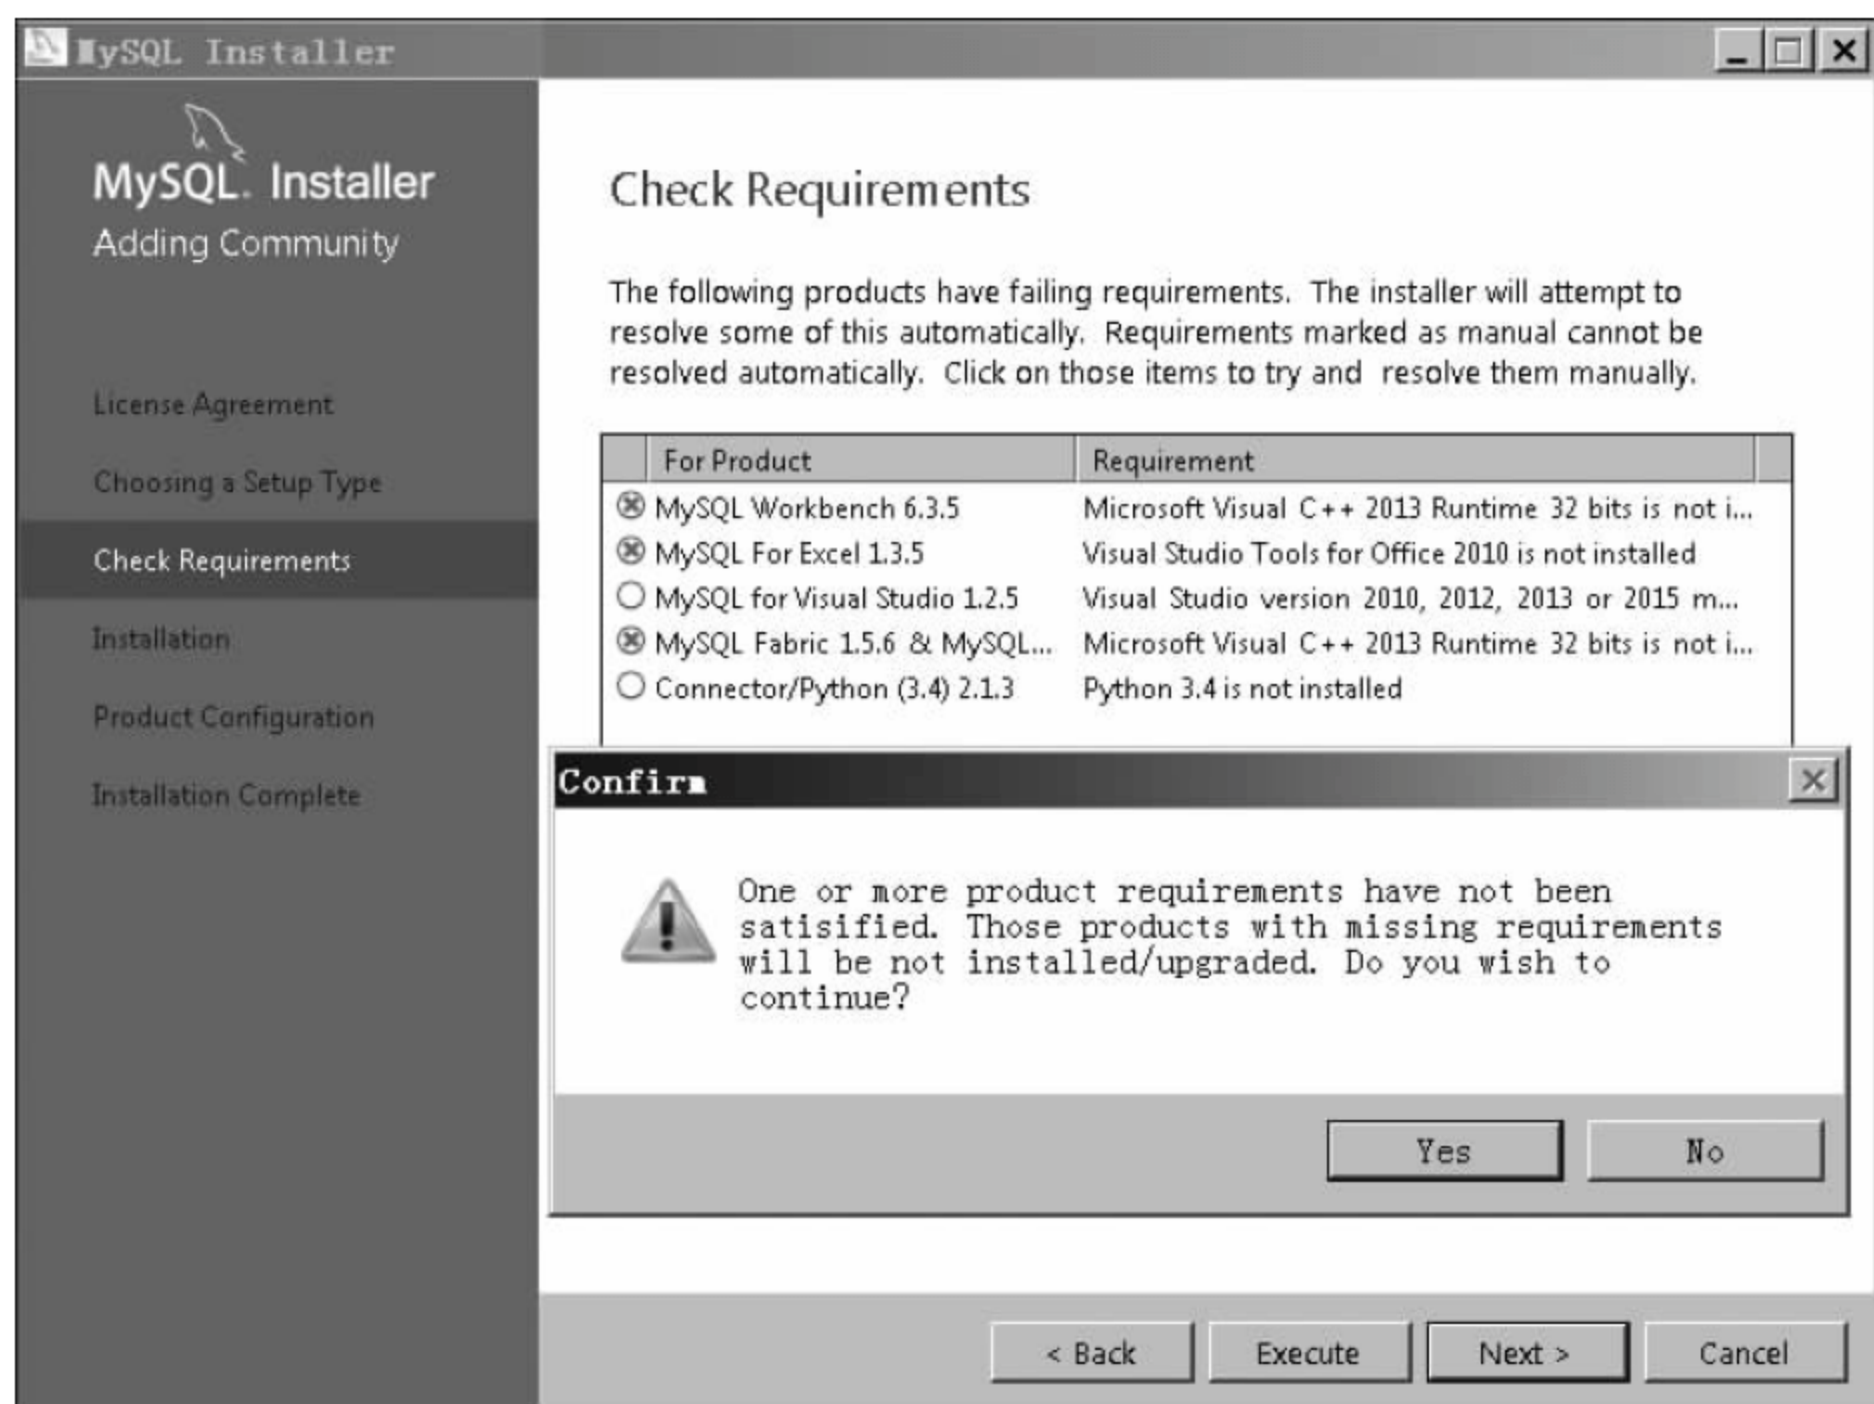 MySQL Installer
MySQL. Installer
Adding Community
License Agreement
Choosing a Setup Type
Check Requirements
Installation
Product Configuration
Installation Complete
Check Requirements
The following products have failing requirements. The installer will attempt to
resolve some of this automatically. Requirements marked as manual cannot be
resolved automatically. Click on those items to try and resolve them manually.
For Product Requirement
MySQL Workbench 6.3.5 Microsoft Visual C++ 2013 Runtime 32 bits is not i...
MySQL For Excel 1.3.5 Visual Studio Tools for Office 2010 is not installed
MySQL for Visual Studio 1.2.5 Visual Studio version 2010, 2012, 2013 or 2015 m...
MySQL Fabric 1.5.6 & MySQL... Microsoft Visual C++ 2013 Runtime 32 bits is not i...
Connector/Python (3.4) 2.1.3 Python 3.4 is not installed
Confirm
One or more product requirements have not been
satisified. Those products with missing requirements
will be not installed/upgraded. Do you wish to
continue?
Yes No
< Back Execute Next > Cancel